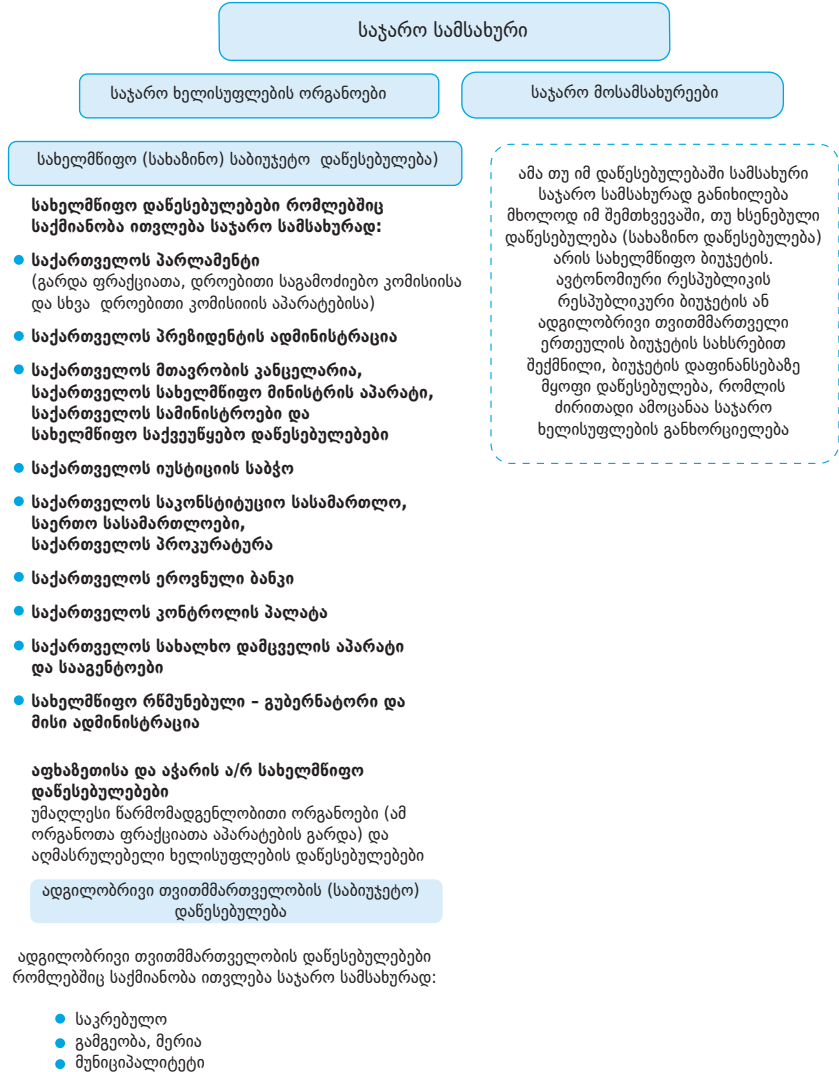 საჯარო სამსახური
საჯარო ხელისუფლების ორგანოები
საჯარო მოსამსახურეები
სახელმწიფო (სახაზინო) საბიუჯეტო დაწესებულება)
სახელმწიფო დაწესებულებები რომლებშიც
საქმიანობა ითვლება საჯარო სამსახურად:
საქართველოს პარლამენტი
(გარდა ფრაქციათა, დროებითი საგამოძიებო კომისიისა
და სხვა დროებითი კომისიიის აპარატებისა)
საქართველოს პრეზიდენტის ადმინისტრაცია
საქართველოს მთავრობის კანცელარია,
საქართველოს სახელმწიფო მინისტრის აპარატი,
საქართველოს სამინისტროები და
სახელმწიფო საქვეუწყებო დაწესებულებები
საქართველოს იუსტიციის საბჭო
საქართველოს საკონსტიტუციო სასამართლო,
საერთო სასამართლოები,
საქართველოს პროკურატურა
საქართველოს ეროვნული ბანკი
საქართველოს კონტროლის პალატა
საქართველოს სახალხო დამცველის აპარატი
და სააგენტოები
სახელმწიფო რწმუნებული – გუბერნატორი და
მისი ადმინისტრაცია
აფხაზეთისა და აჭარის ა/რ სახელმწიფო
დაწესებულებები
უმაღლესი წარმომადგენლობითი ორგანოები (ამ
ორგანოთა ფრაქციათა აპარატების გარდა) და
აღმასრულებელი ხელისუფლების დაწესებულებები
ადგილობრივი თვითმმართველობის (საბიუჯეტო)
დაწესებულება
ადგილობრივი თვითმმართველობის დაწესებულებები
რომლებშიც საქმიანობა ითვლება საჯარო სამსახურად:
საკრებულო
გამგეობა, მერია
მუნიციპალიტეტი
ამა თუ იმ დაწესებულებაში სამსახური
საჯარო სამსახურად განიხილება
მხოლოდ იმ შემთხვევაში, თუ ხსენებული
დაწესებულება (სახაზინო დაწესებულება)
არის სახელმწიფო ბიუჯეტის.
ავტონომიური რესპუბლიკის
რესპუბლიკური ბიუჯეტის ან
ადგილობრივი თვითმმართველი
ერთეულის ბიუჯეტის სახსრებით
შექმნილი, ბიუჯეტის დაფინანსებაზე
მყოფი დაწესებულება, რომლის
ძირითადი ამოცანაა საჯარო
ხელისუფლების განხორციელება